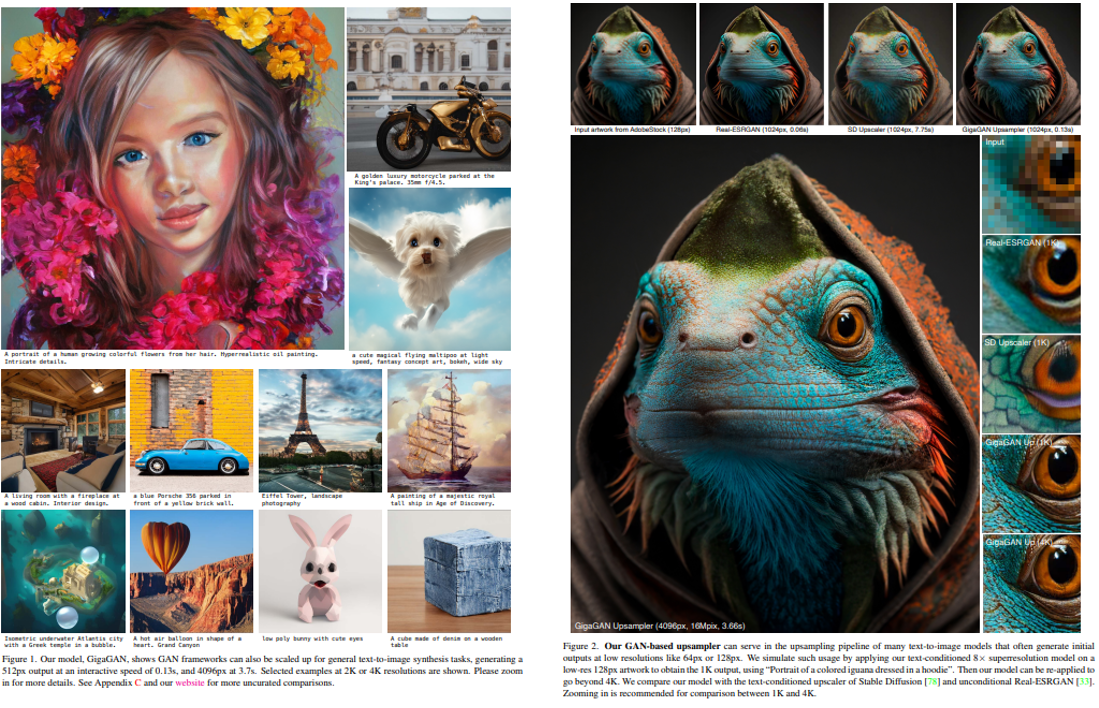 A portrait of a human growing colorful flowers from her hair. Hyperrealistic oil painting.
Intricate details.
A golden luxury motorcycle parked at the
King's palace. 35mm f/4.5.
a cute magical flying maltipoo at light
speed, fantasy concept art, bokeh, wide sky
A living room with a fireplace at
a wood cabin. Interior design.
a blue Porsche 356 parked in
front of a yellow brick wall.
Eiffel Tower, landscape
photography
A painting of a majestic royal
tall ship in Age of Discovery.
Isometric underwater Atlantis city
with a Greek temple in a bubble.
A hot air balloon in shape of a
heart. Grand Canyon
low poly bunny with cute eyes
A cube made of denim on a wooden
table
Figure 1. Our model, GigaGAN, shows GAN frameworks can also be scaled up for general text-to-image synthesis tasks, generating a
512px output at an interactive speed of 0.13s, and 4096px at 3.7s. Selected examples at 2K or 4K resolutions are shown. Please zoom
in for more details. See Appendix C and our website for more uncurated comparisons.
Input artwork from AdobeStock (128px)
Real-ESRGAN (1024px, 0.06s)
SD Upscaler (1024px, 7.75s)
GigaGAN Upsampler (1024px, 0.13s)
Input
Real-ESRGAN (1K)
SD Upscaler (1K)
GigaGAN Up (1K)
GigaGAN Up (4K)
GigaGAN Upsampler (4096px, 16Mpix, 3.66s)
Figure 2. Our GAN-based upsampler can serve in the upsampling pipeline of many text-to-image models that often generate initial
outputs at low resolutions like 64px or 128px. We simulate such usage by applying our text-conditioned 8× superresolution model on a
low-res 128px artwork to obtain the 1K output, using "Portrait of a colored iguana dressed in a hoodie". Then our model can be re-applied to
go beyond 4K. We compare our model with the text-conditioned upscaler of Stable Diffusion [78] and unconditional Real-ESRGAN [33].
Zooming in is recommended for comparison between 1K and 4K.